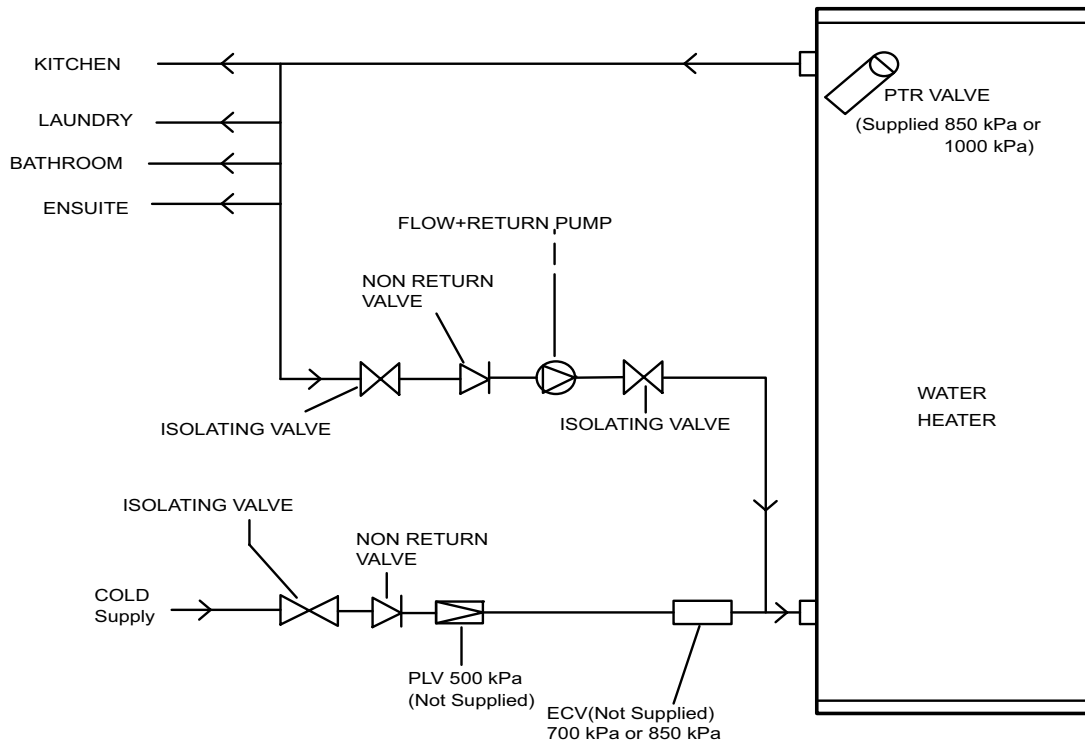 KITCHEN
PTR VALVE
(Supplied 850 kPa or
1000 kPa)
LAUNDRY
BATHROOM
ENSUITE
FLOW+RETURN PUMP
NON RETURN
VALVE
WATER
HEATER
ISOLATING VALVE
ISOLATING VALVE
ISOLATING VALVE
NON RETURN
VALVE
COLD
Supply
PLV 500 kPa
(Not Supplied)
ECV(Not Supplied)
700 kPa or 850 kPa